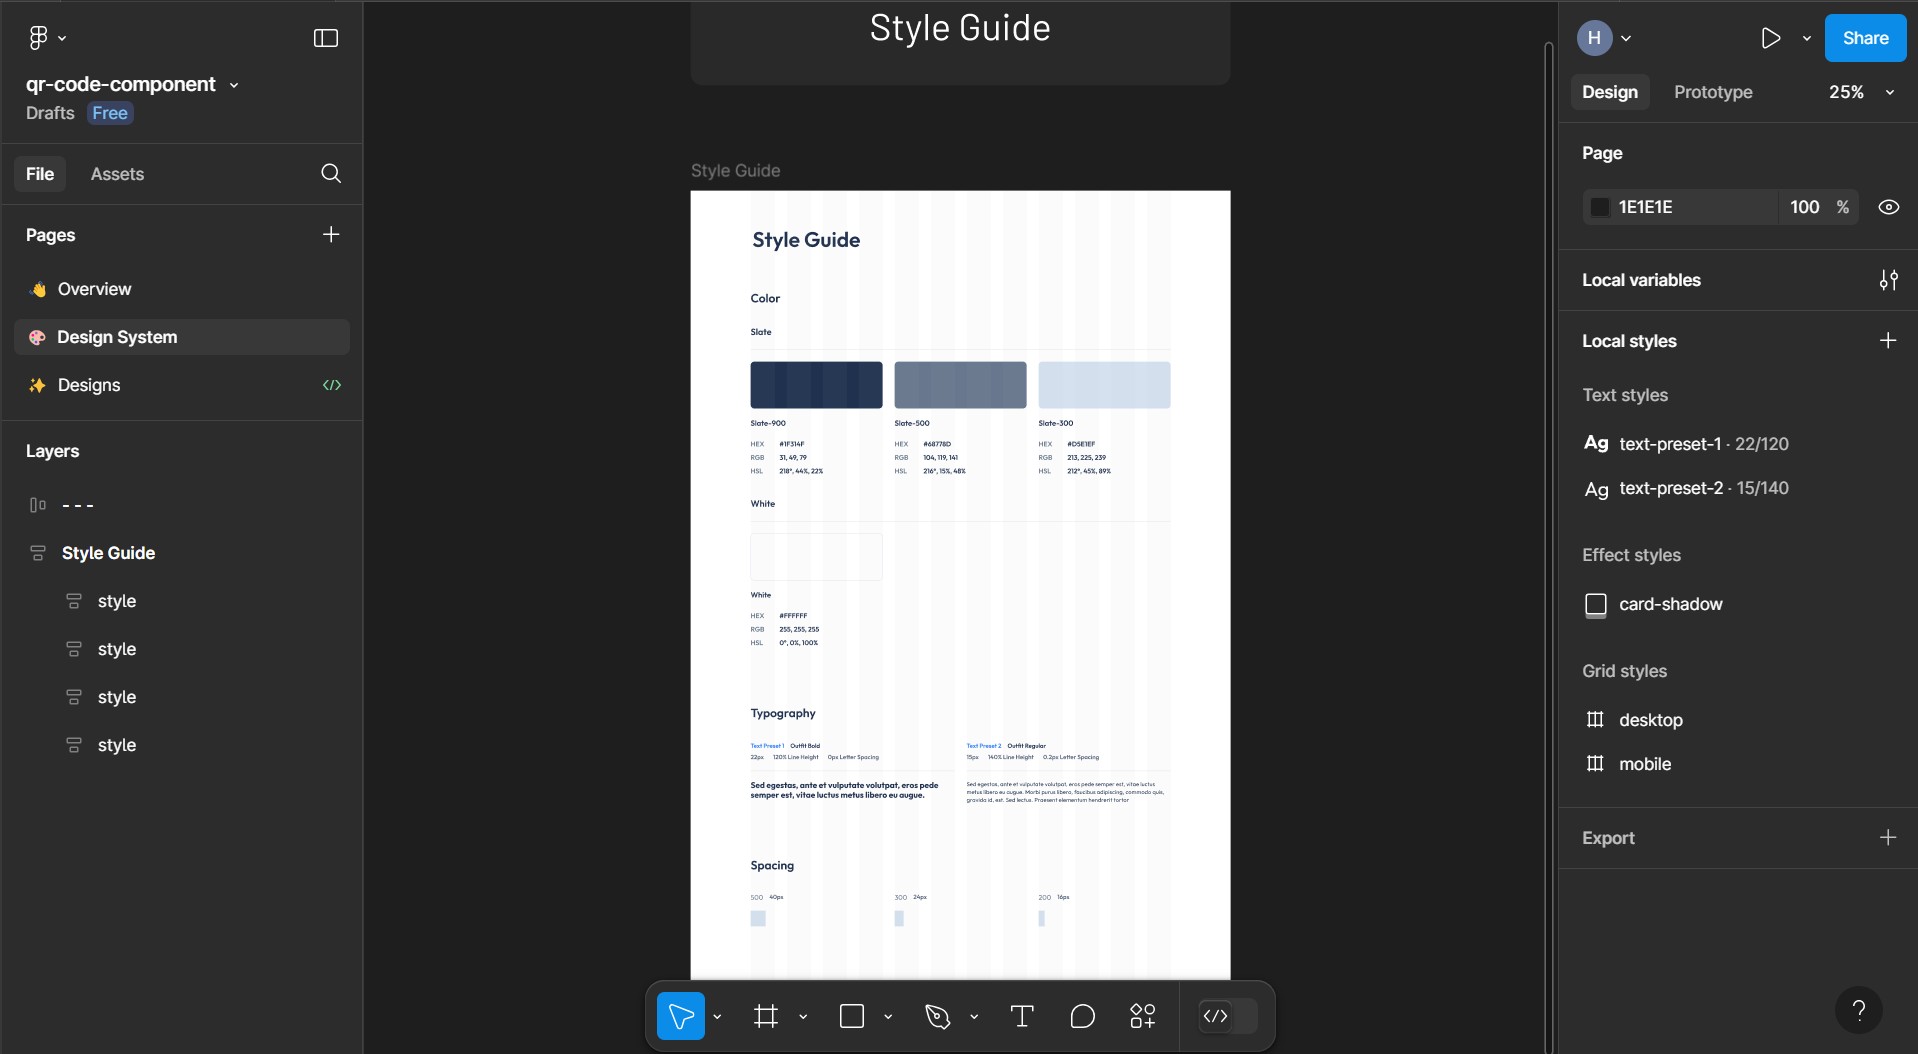 qr-code-component
Drafts Free
File Assets
Pages
Overview
Design System
Designs
Layers
- - -
Style Guide
style
style
style
style
Style Guide
Style Guide
Style Guide
Color
Slate
Slate-900 Slate-500 Slate-300
HEX #1F314F HEX #68778D HEX #D5E1EF
RGB 31, 49, 79 RGB 104, 119, 141 RGB 213, 225, 239
HSL 218°, 44%, 22% HSL 216°, 15%, 48% HSL 212°, 45%, 89%
White
White
HEX #FFFFFF
RGB 255, 255, 255
HSL 0°, 0%, 100%
Typography
Text Preset 1 Outfit Bold Text Preset 2 Outfit Regular
22px 120% Line Height 0px Letter Spacing 15px 140% Line Height 0.2px Letter Spacing
Sed egestas, ante et vulputate volutpat, eros pede
semper est, vitae luctus metus libero eu augue.
Sed egestas, ante et vulputate volutpat, eros pede semper est, vitae luctus
metus libero eu augue. Morbi purus libero, faucibus adipiscing, commodo quis,
gravida id, est. Sed lectus. Praesent elementum hendrerit tortor
Spacing
500 40px 300 24px 200 16px
H Share
Design Prototype 25%
Page
1E1E1E 100 %
Local variables
Local styles
Text styles
Ag text-preset-1 · 22/120
Ag text-preset-2 · 15/140
Effect styles
card-shadow
Grid styles
desktop
mobile
Export
?